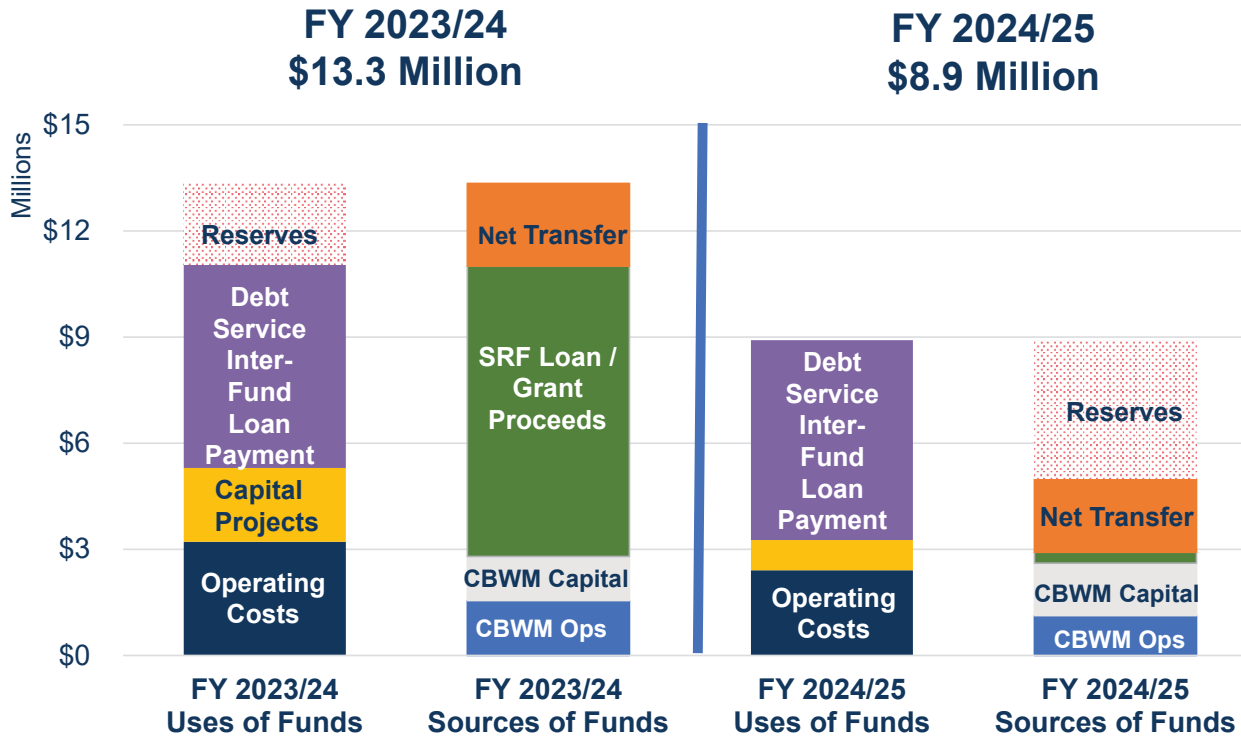 FY 2023/24
$13.3 Million
FY 2024/25
$8.9 Million
Millions
$15
$12
$9
$6
$3
$0
Reserves
Debt
Service
Inter-
Fund
Loan
Payment
Capital
Projects
Operating
Costs
Net Transfer
SRF Loan /
Grant
Proceeds
CBWM Capital
CBWM Ops
Debt
Service
Inter-
Fund
Loan
Payment
Operating
Costs
Reserves
Net Transfer
CBWM Capital
CBWM Ops
FY 2023/24
Uses of Funds
FY 2023/24
Sources of Funds
FY 2024/25
Uses of Funds
FY 2024/25
Sources of Funds